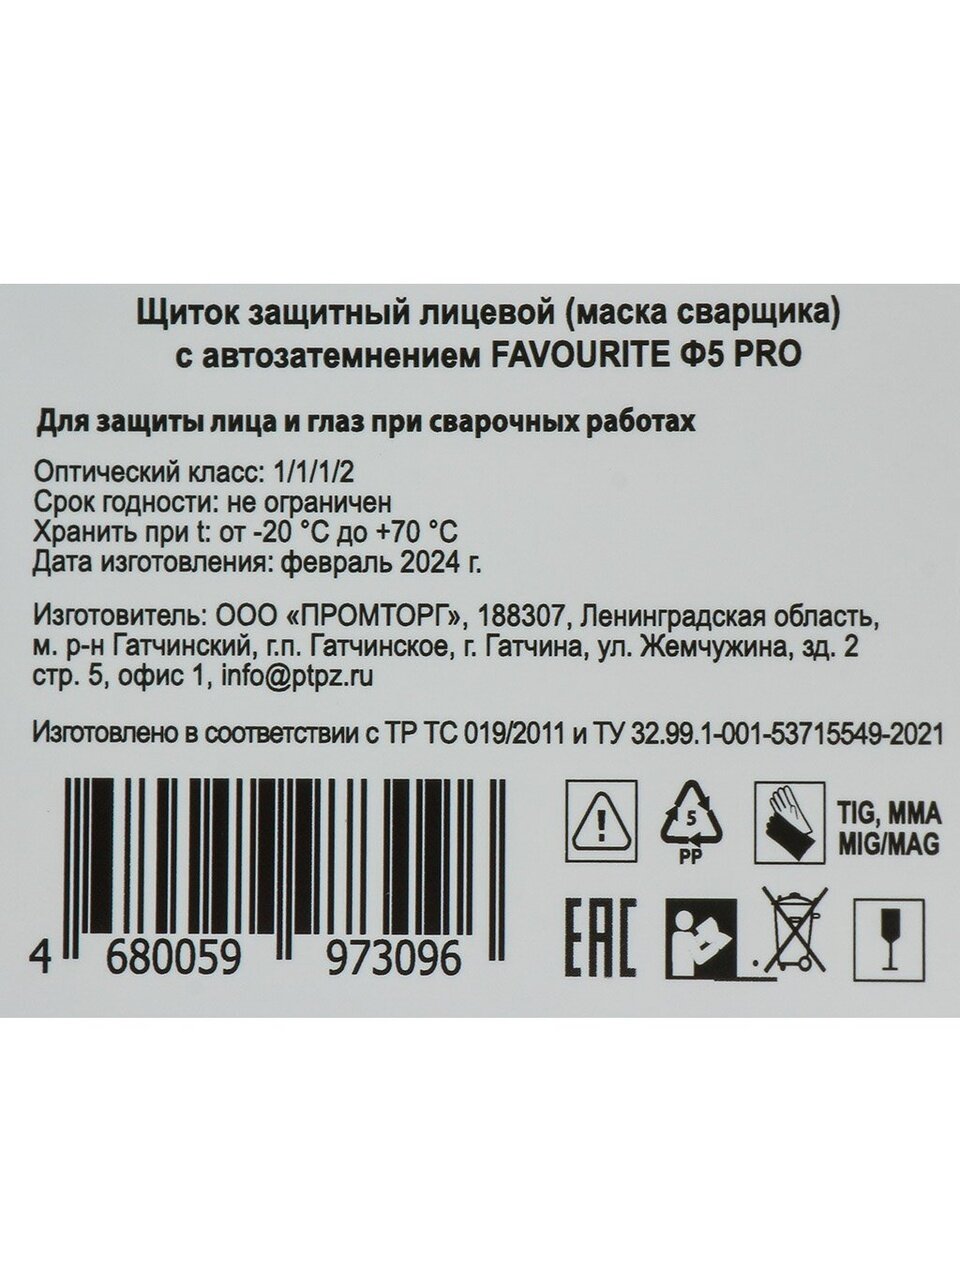 Щиток защитный лицевой (маска сварщика)
с автозатемнением FAVOURITE Ф5 PRO
Для защиты лица и глаз при сварочных работах
Оптический класс: 1/1/1/2
Срок годности: не ограничен
Хранить при t: от -20 °C до +70 °C
Дата изготовления: февраль 2024 г.
Изготовитель: ООО «ПРОМТОРГ», 188307, Ленинградская область,
м. р-н Гатчинский, г.п. Гатчинское, г. Гатчина, ул. Жемчужина, зд. 2
стр. 5, офис 1, info@ptpz.ru
Изготовлено в соответствии с ТР ТС 019/2011 и ТУ 32.99.1-001-53715549-2021
5
PP
TIG, MMA
MIG/MAG
EAC
4 680059 973096